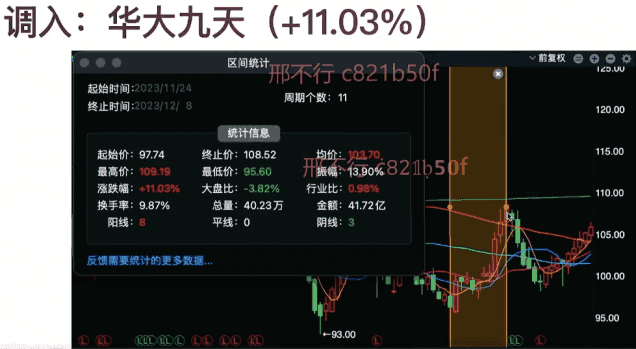 调入：华大九天（+11.03%）
区间统计
前复权
邢不行 c821b50f
起始时间:2023/11/24
终止时间:2023/12/ 8
周期个数: 11
统计信息
起始价: 97.74 终止价: 108.52 均价: 103.70
最高价: 109.19 最低价: 95.60 振幅: 13.90%
邢不行 c821b50f
涨跌幅: +11.03% 大盘比: -3.82% 行业比: 0.98%
换手率: 9.87% 总量: 40.23万 金额: 41.72亿
阳线: 8 平线: 0 阴线: 3
反馈需要统计的更多数据...
125.00
120.00
115.00
110.00
105.00
100.00
95.00
←93.00